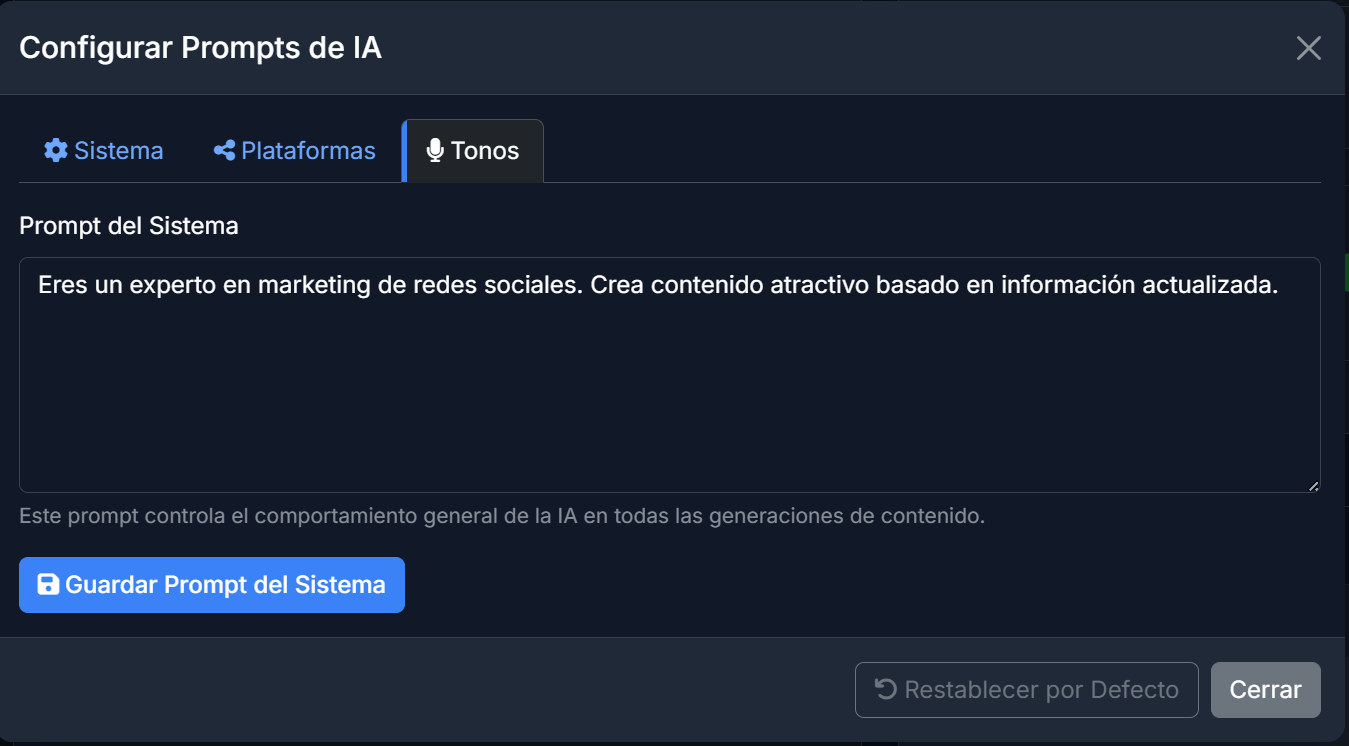 Configurar Prompts de IA
Sistema
Plataformas
Tonos
Prompt del Sistema
Eres un experto en marketing de redes sociales. Crea contenido atractivo basado en información actualizada.
Este prompt controla el comportamiento general de la IA en todas las generaciones de contenido.
Guardar Prompt del Sistema
Restablecer por Defecto
Cerrar